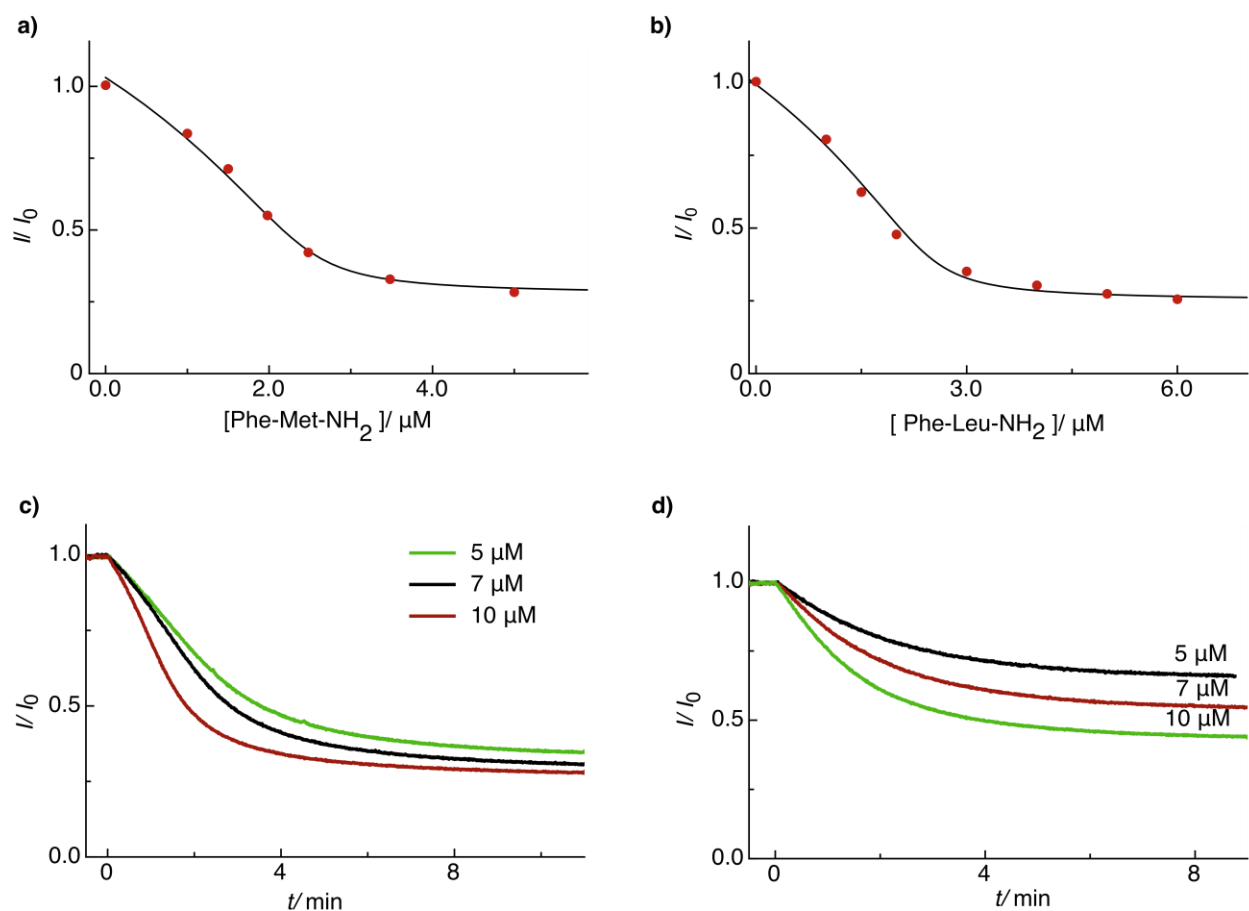 a)
1.0
0.5
0
I/ I0
0.0
2.0
4.0
[Phe-Met-NH2 ]/ μM
b)
1.0
0.5
0
I/ I0
0.0
3.0
6.0
[ Phe-Leu-NH2 ]/ μM
c)
5 μM
7 μM
10 μM
1.0
0.5
0.0
I/ I0
0
4
8
t/ min
d)
1.0
0.5
0.0
I/ I0
5 μM
7 μM
10 μM
0
4
8
t/ min